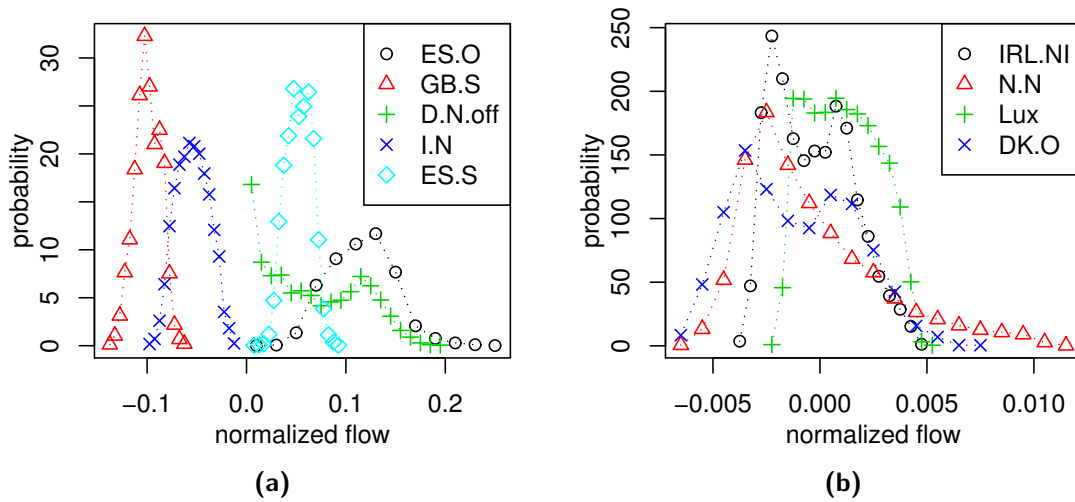 probability
0 5 10 20 30
ES.O
GB.S
D.N.off
I.N
ES.S
−0.1 0.0 0.1 0.2
normalized flow
(a)
probability
0 50 100 150 200 250
IRL.NI
N.N
Lux
DK.O
−0.005 0.000 0.005 0.010
normalized flow
(b)